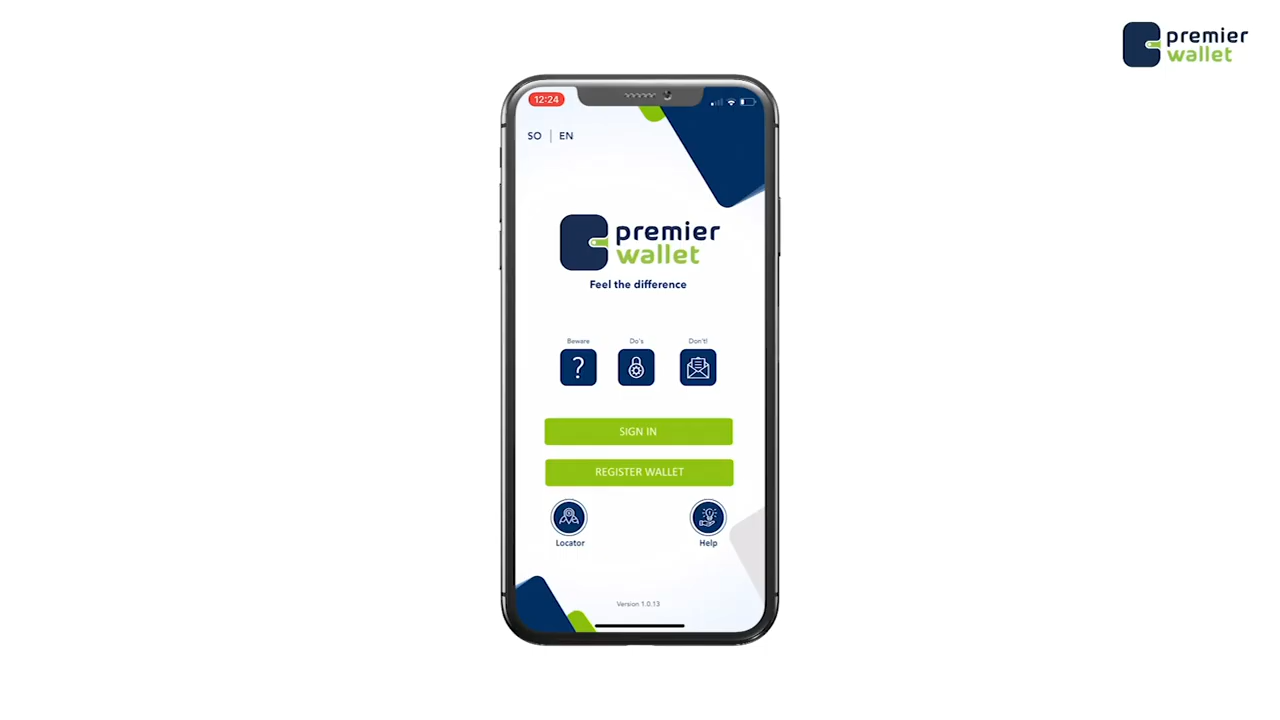 premier
wallet
12:24
SO | EN
premier
wallet
Feel the difference
Beware
Do's
Don't!
?
SIGN IN
REGISTER WALLET
Locator
Help
Version 1.0.13